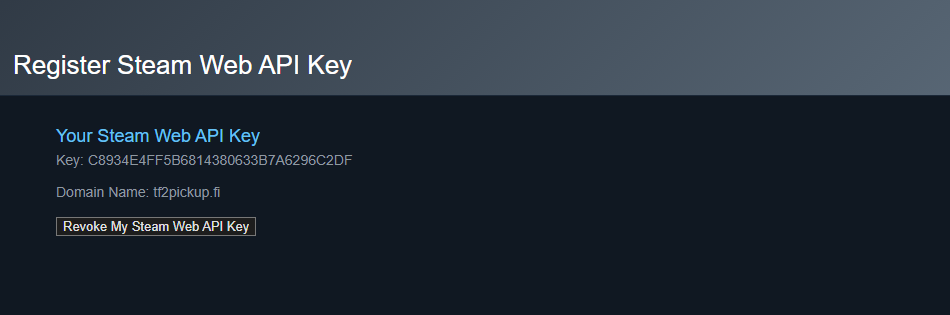 Register Steam Web API Key
Your Steam Web API Key
Key: C8934E4FF5B6814380633B7A6296C2DF
Domain Name: tf2pickup.fi
Revoke My Steam Web API Key